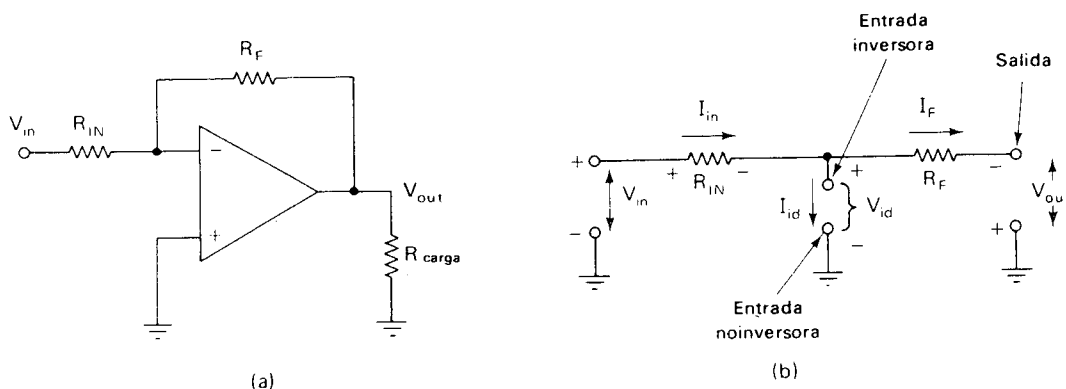 R_F
V_in
R_IN
−
+
V_out
R carga
(a)
Entrada
inversora
Salida
I_in
I_F
+
+
R_IN
−
+
R_F
−
V_in
I_id
V_id
V_ou
−
−
+
Entrada
noinversora
(b)